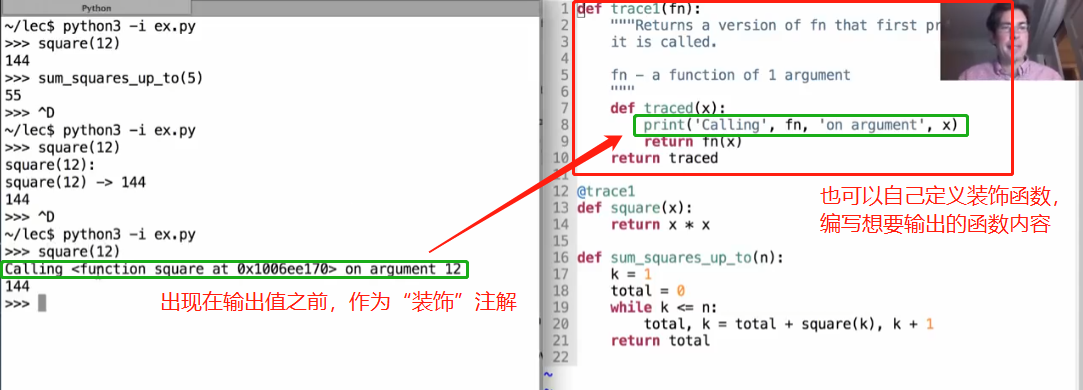 Python
~/lec$ python3 -i ex.py
>>> square(12)
144
>>> sum_squares_up_to(5)
55
>>> ^D
~/lec$ python3 -i ex.py
>>> square(12)
square(12):
square(12) -> 144
144
>>> ^D
~/lec$ python3 -i ex.py
>>> square(12)
Calling <function square at 0x1006ee170> on argument 12
144
>>>
出现在输出值之前，作为“装饰”注解
1 def trace1(fn):
2 """Returns a version of fn that first pr
3 it is called.
4
5 fn - a function of 1 argument
6 """
7 def traced(x):
8 print('Calling', fn, 'on argument', x)
9 return fn(x)
10 return traced
11
12 @trace1
13 def square(x):
14 return x * x
15
16 def sum_squares_up_to(n):
17 k = 1
18 total = 0
19 while k <= n:
20 total, k = total + square(k), k + 1
21 return total
22
~
~
也可以自己定义装饰函数，
编写想要输出的函数内容